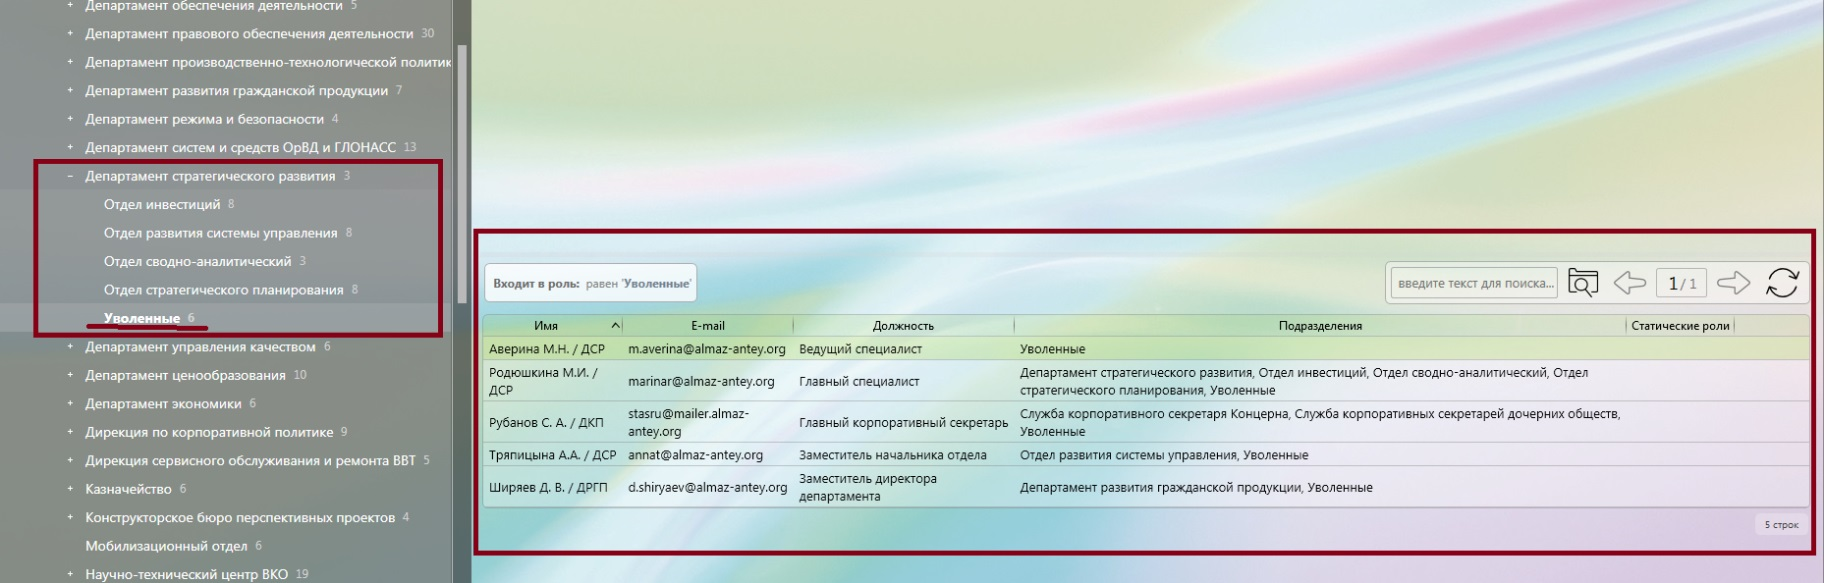 + Департамент обеспечения деятельности 5
+ Департамент правового обеспечения деятельности 30
+ Департамент производственно-технологической политик
+ Департамент развития гражданской продукции 7
+ Департамент режима и безопасности 4
+ Департамент систем и средств ОрВД и ГЛОНАСС 13
− Департамент стратегического развития 3
Отдел инвестиций 8
Отдел развития системы управления 8
Отдел сводно-аналитический 3
Отдел стратегического планирования 8
Уволенные 6
+ Департамент управления качеством 6
+ Департамент ценообразования 10
+ Департамент экономики 6
+ Дирекция по корпоративной политике 9
+ Дирекция сервисного обслуживания и ремонта ВВТ 5
+ Казначейство 6
+ Конструкторское бюро перспективных проектов 4
Мобилизационный отдел 6
+ Научно-технический центр ВКО 19
Входит в роль: равен 'Уволенные'
введите текст для поиска...
1 / 1
Имя E-mail Должность Подразделения Статические роли
Аверина М.Н. / ДСР m.averina@almaz-antey.org Ведущий специалист Уволенные
Родюшкина М.И. /
ДСР
marinar@almaz-antey.org Главный специалист
Департамент стратегического развития, Отдел инвестиций, Отдел сводно-аналитический, Отдел
стратегического планирования, Уволенные
Рубанов С. А. / ДКП
stasru@mailer.almaz-
antey.org
Главный корпоративный секретарь
Служба корпоративного секретаря Концерна, Служба корпоративных секретарей дочерних обществ,
Уволенные
Тряпицына А.А. / ДСР annat@almaz-antey.org Заместитель начальника отдела Отдел развития системы управления, Уволенные
Ширяев Д. В. / ДРГП d.shiryaev@almaz-antey.org
Заместитель директора
департамента
Департамент развития гражданской продукции, Уволенные
5 строк